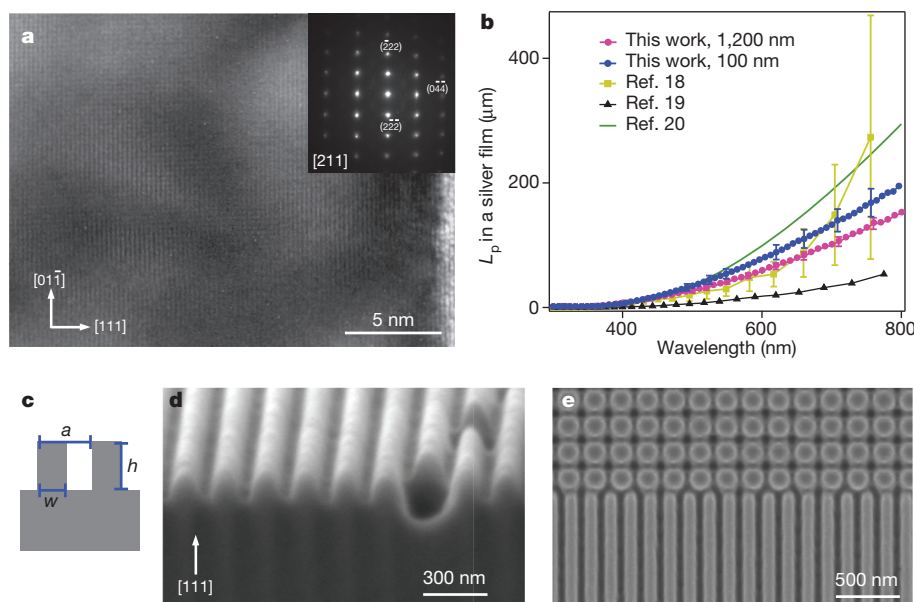 a
(2̄22)
(04̄4̄)
(22̄2̄)
[211]
[011̄]
[111]
5 nm
b
400
200
0
400
600
800
Lp in a silver film (μm)
Wavelength (nm)
This work, 1,200 nm
This work, 100 nm
Ref. 18
Ref. 19
Ref. 20
c
a
h
w
d
[111]
300 nm
e
500 nm